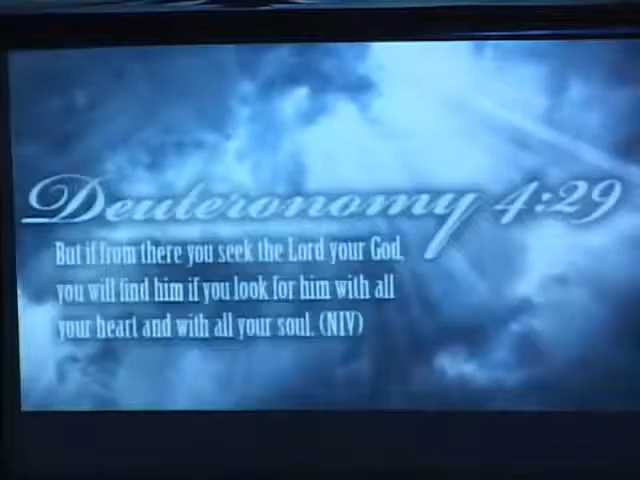 Deuteronomy 4:29
But if from there you seek the Lord your God,
you will find him if you look for him with all
your heart and with all your soul. (NIV)